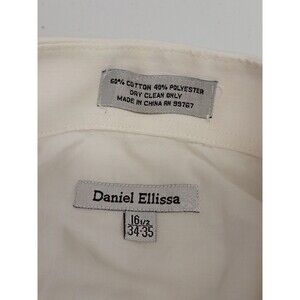 60% COTTON 40% POLYESTER
DRY CLEAN ONLY
MADE IN CHINA RN 99767
Daniel Ellissa
16 1/2
34-35